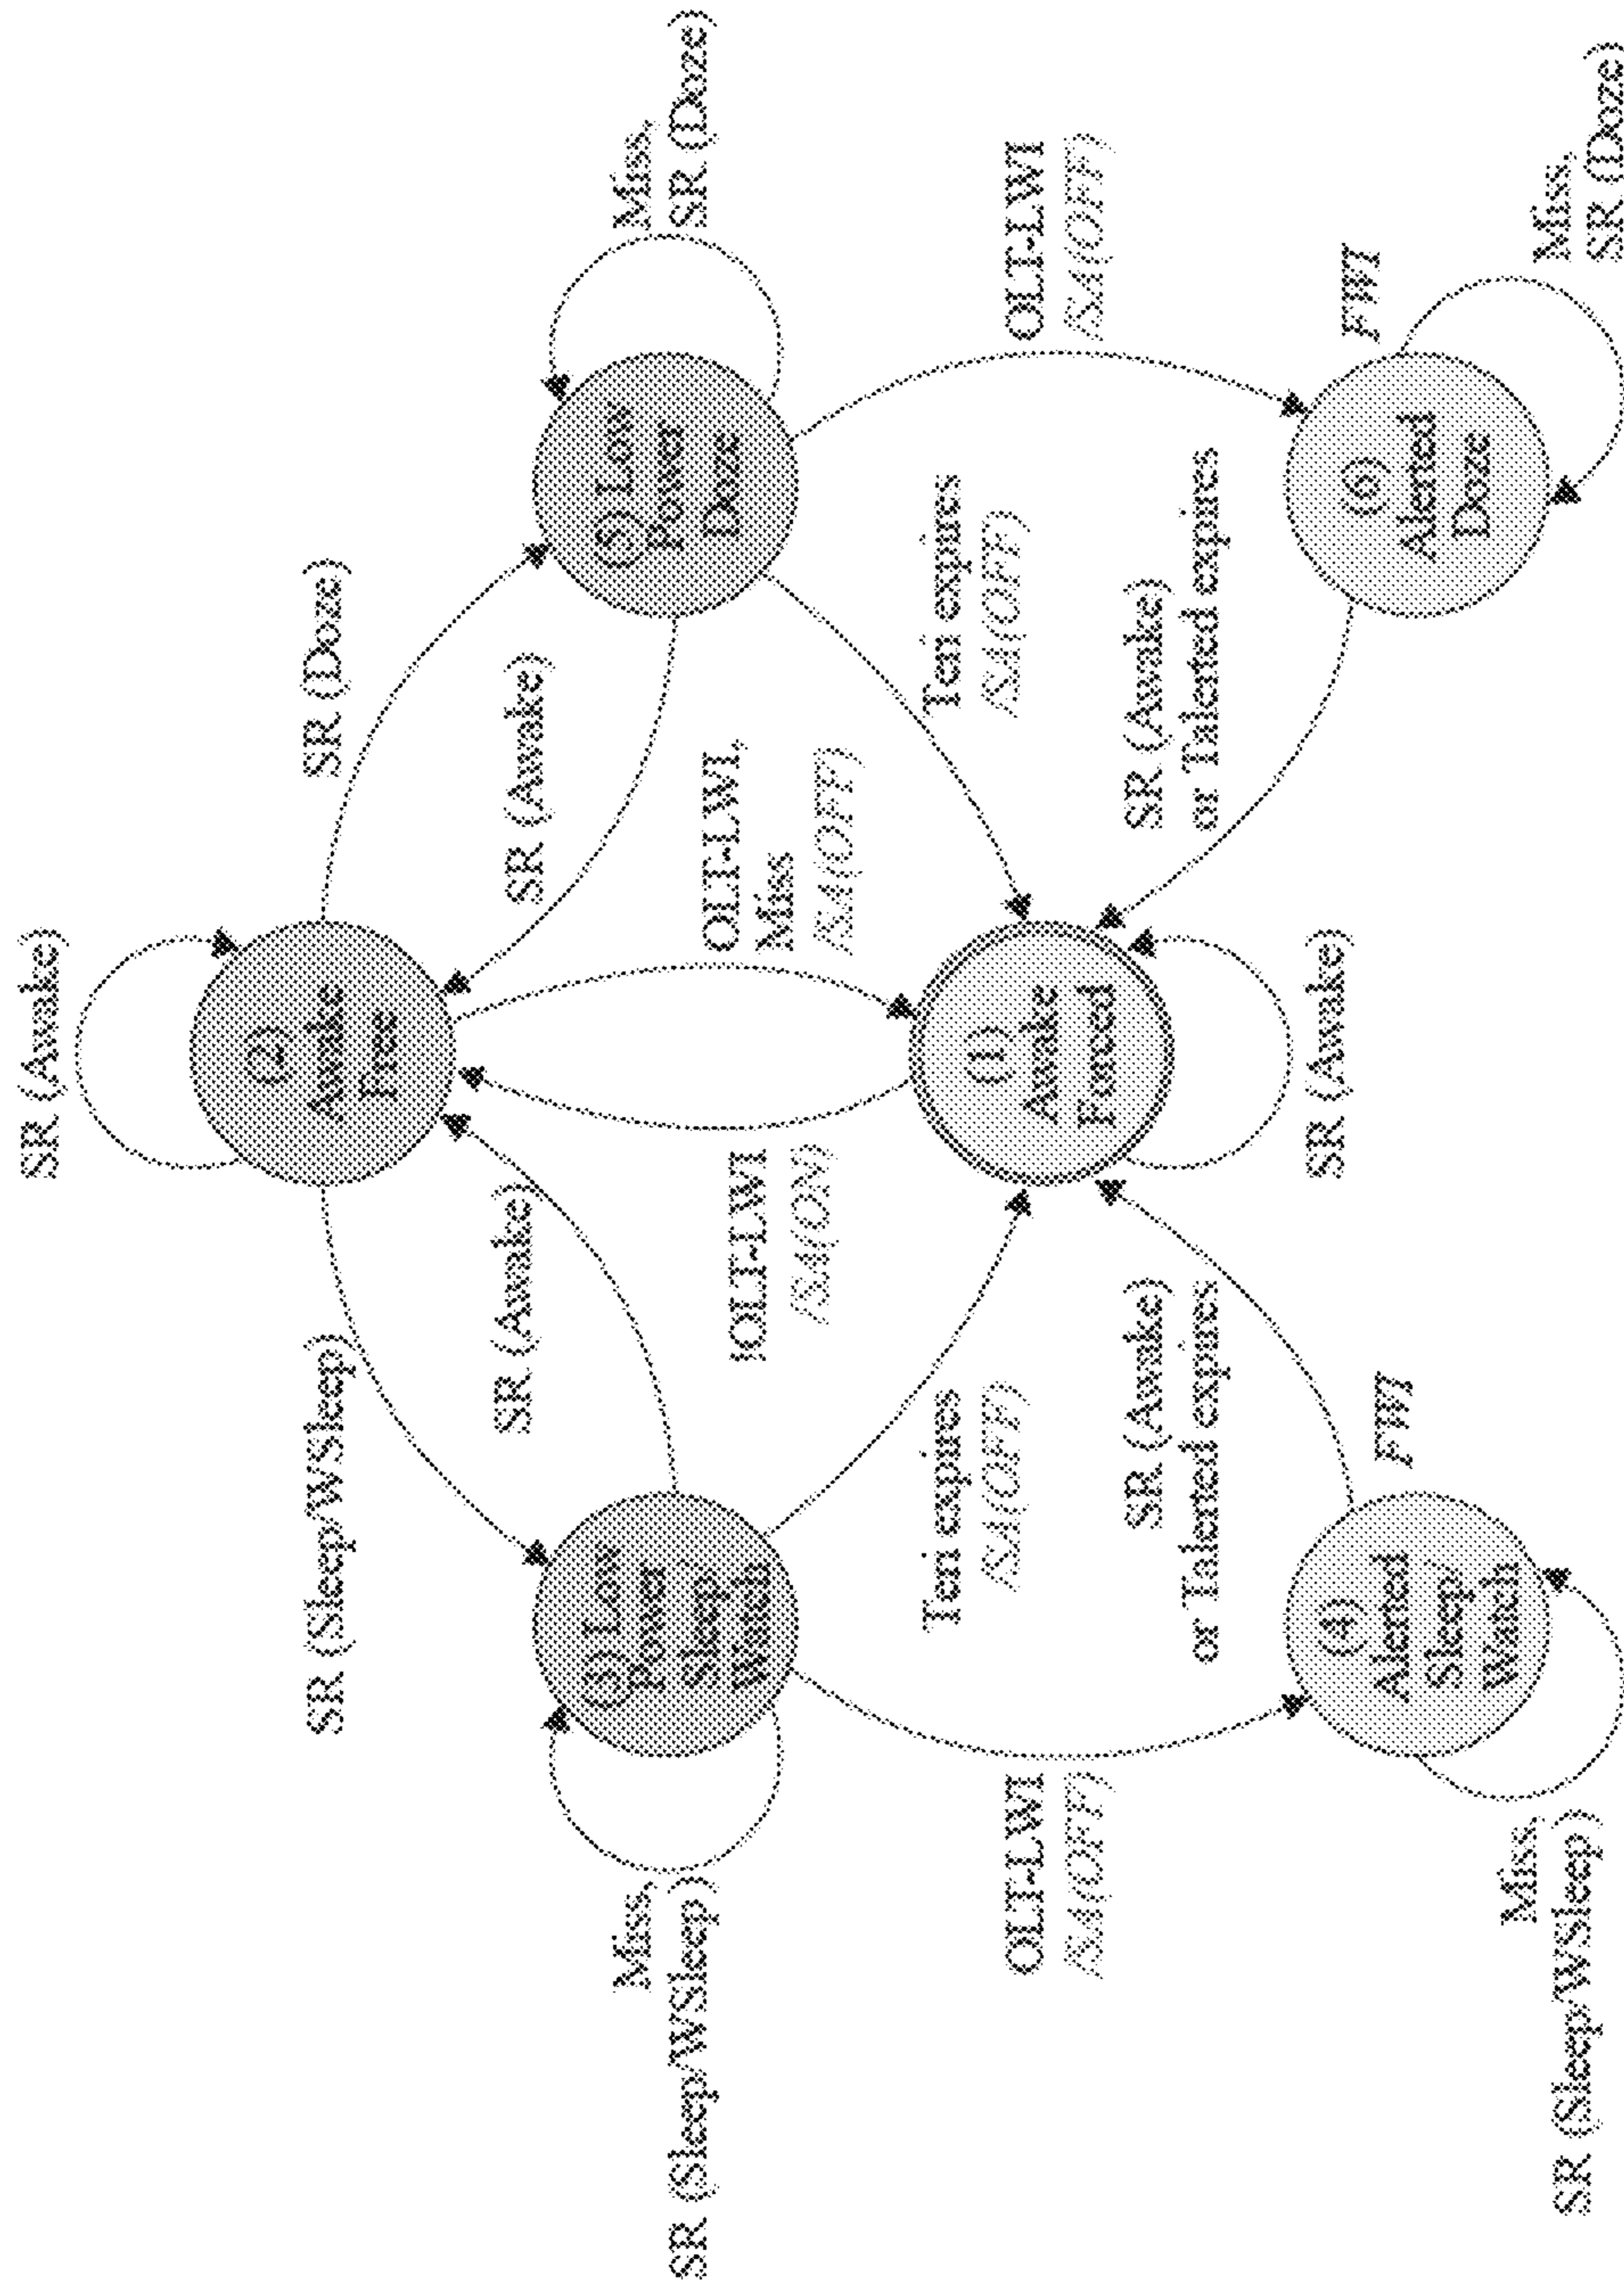 SR (Awake)
(2)
Awake
Free
SR (Sleep/WSleep)
SR (Doze)
SR (Awake)
SR (Awake)
Miss,
SR (Sleep/WSleep)
(3) Low
Power
Sleep/
Watch
(5) Low
Power
Doze
Miss,
SR (Doze)
!OLT-LWI
/SA(ON)
OLT-LWI,
Miss
/SA(OFF)
Teri expires
/SA(OFF)
Teri expires
/SA(OFF)
OLT-LWI
/SA(OFF)
(1)
Awake
Forced
OLT-LWI
/SA(OFF)
SR (Awake)
or Talerted expires
SR (Awake)
or Talerted expires
SR (Awake)
FWI
FWI
(4)
Alerted
Sleep/
Watch
(6)
Alerted
Doze
Miss,
SR (Sleep/WSleep)
Miss,
SR (Doze)